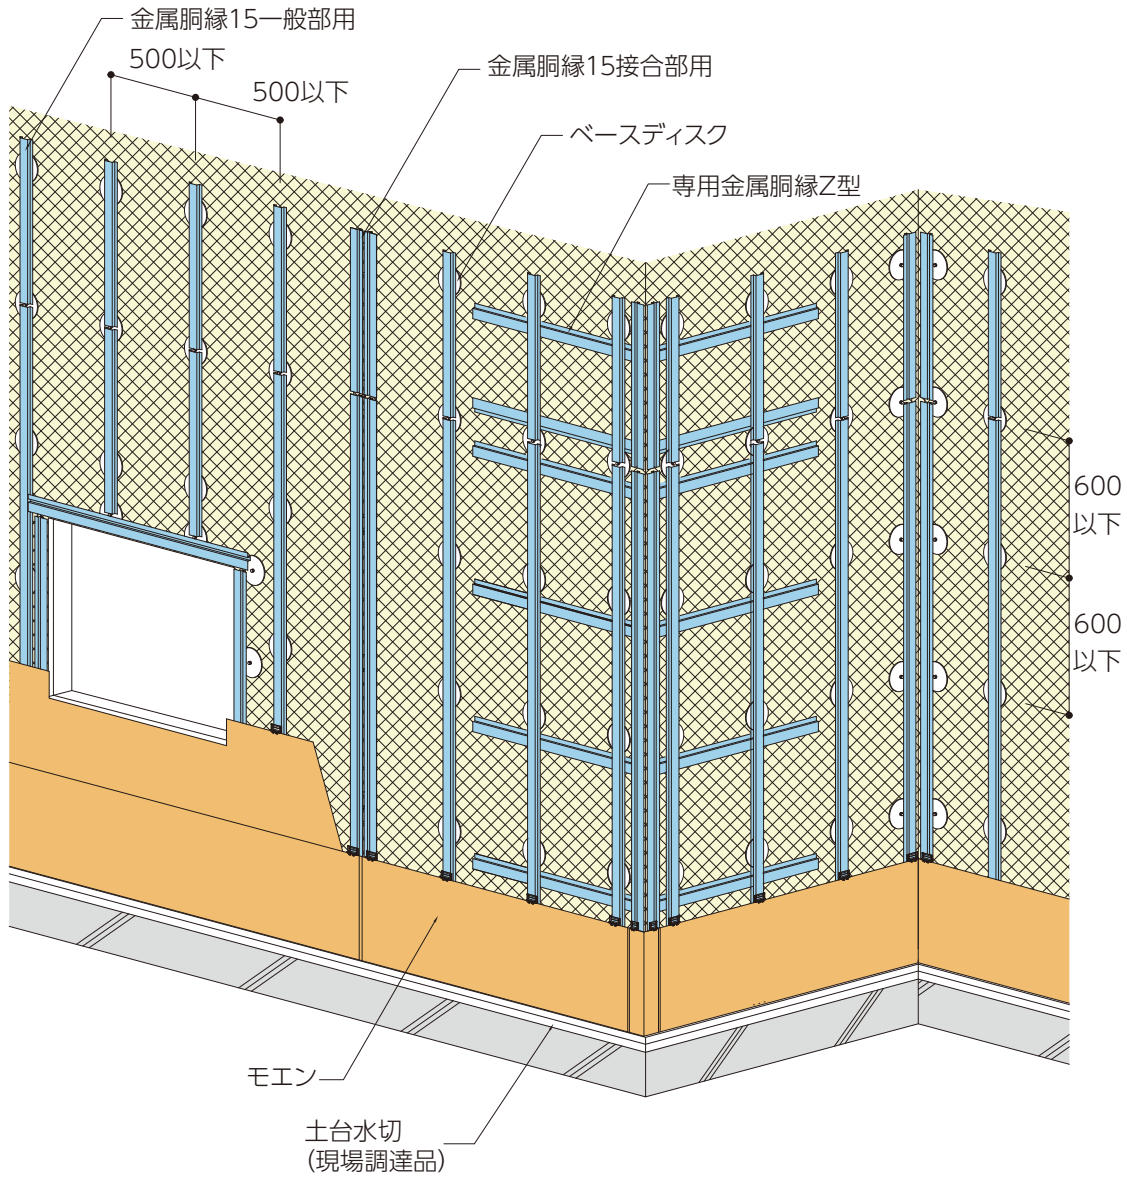 金属胴縁15一般部用
500以下
500以下
金属胴縁15接合部用
ベースディスク
専用金属胴縁Z型
600
以下
600
以下
モエン
土台水切
(現場調達品)